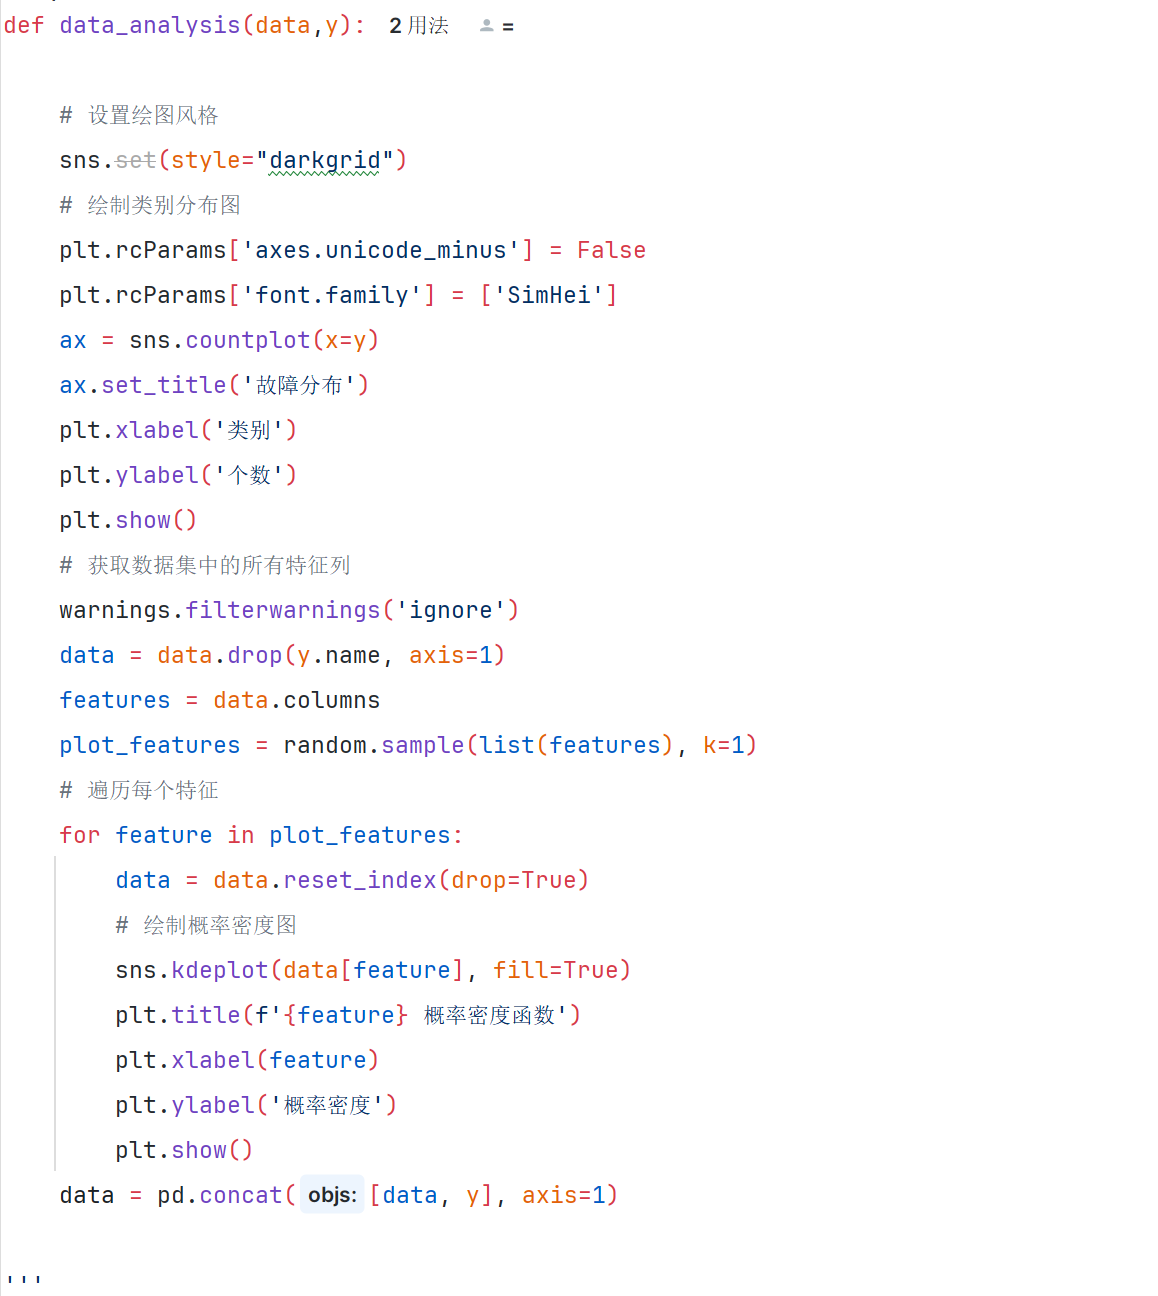 def data_analysis(data,y): 2用法 =
# 设置绘图风格
sns.set(style="darkgrid")
# 绘制类别分布图
plt.rcParams['axes.unicode_minus'] = False
plt.rcParams['font.family'] = ['SimHei']
ax = sns.countplot(x=y)
ax.set_title('故障分布')
plt.xlabel('类别')
plt.ylabel('个数')
plt.show()
# 获取数据集中的所有特征列
warnings.filterwarnings('ignore')
data = data.drop(y.name, axis=1)
features = data.columns
plot_features = random.sample(list(features), k=1)
# 遍历每个特征
for feature in plot_features:
data = data.reset_index(drop=True)
# 绘制概率密度图
sns.kdeplot(data[feature], fill=True)
plt.title(f'{feature} 概率密度函数')
plt.xlabel(feature)
plt.ylabel('概率密度')
plt.show()
data = pd.concat( objs: [data, y], axis=1)
'''